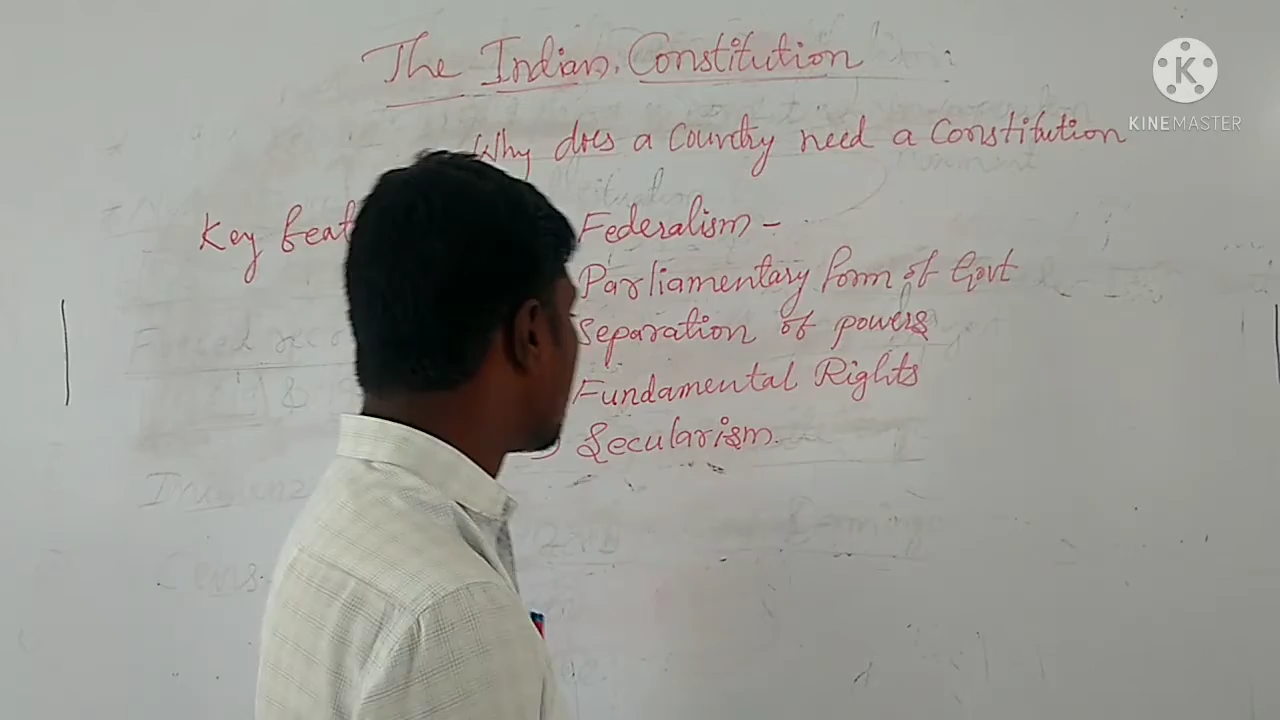 The Indian Constitution
K
KINEMASTER
Why does a Country need a Constitution
Key Feat
Federalism -
Parliamentary Form of Govt
Separation of powers
Fundamental Rights
Secularism.